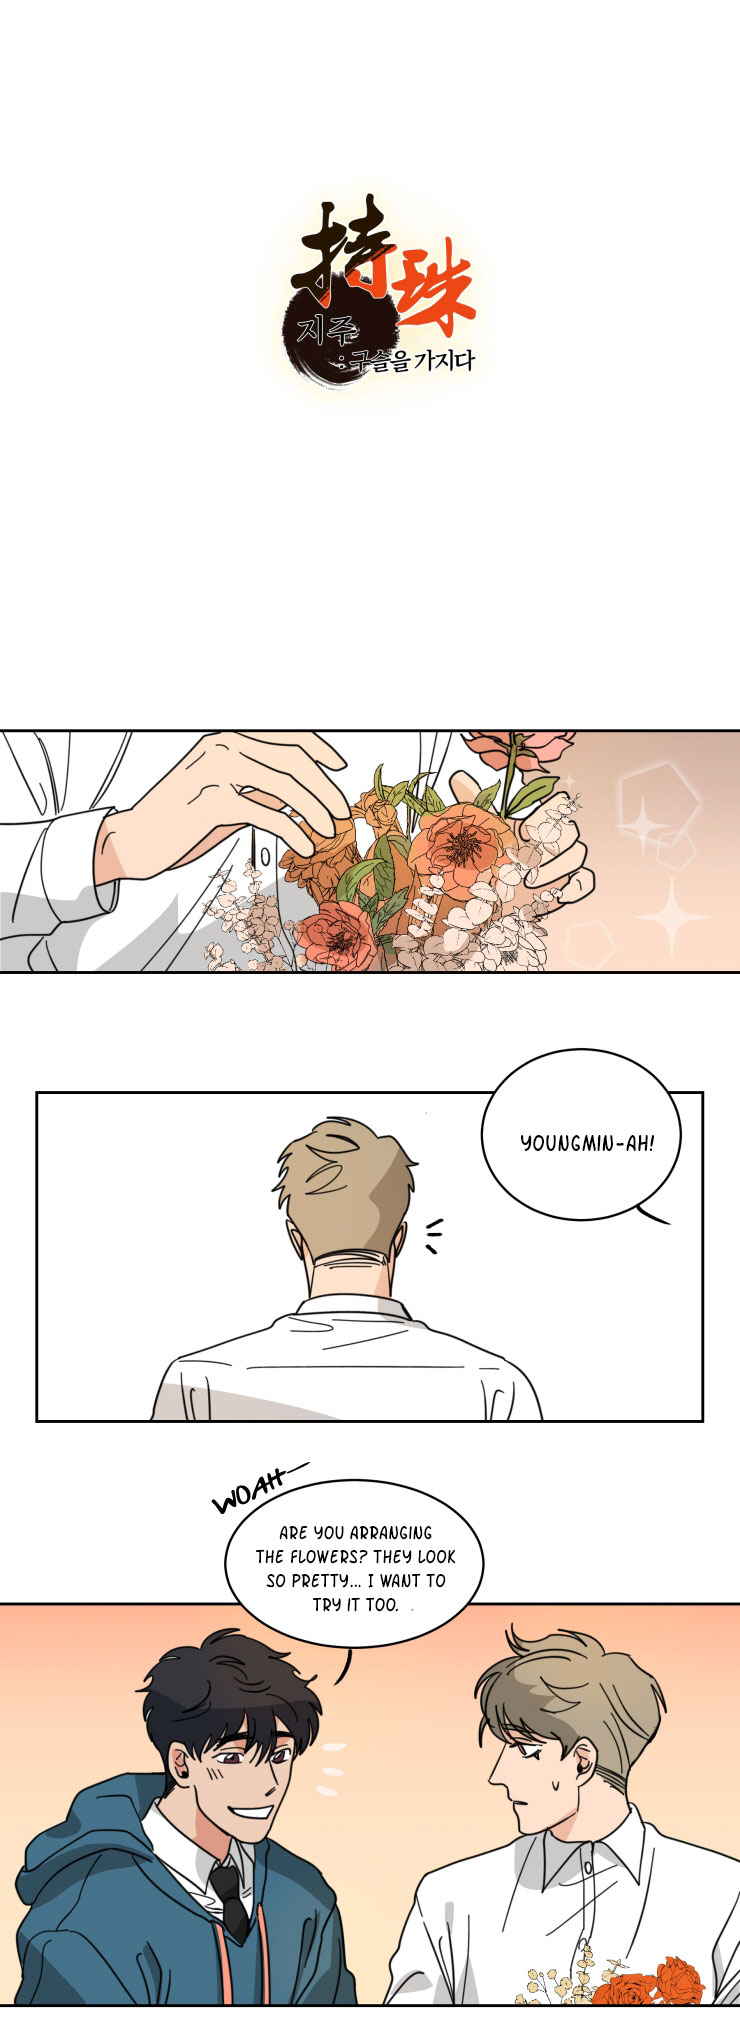 持珠
지주
: 구슬을 가지다
YOUNGMIN-AH!
WOAH—
ARE YOU ARRANGING
THE FLOWERS? THEY LOOK
SO PRETTY... I WANT TO
TRY IT TOO.